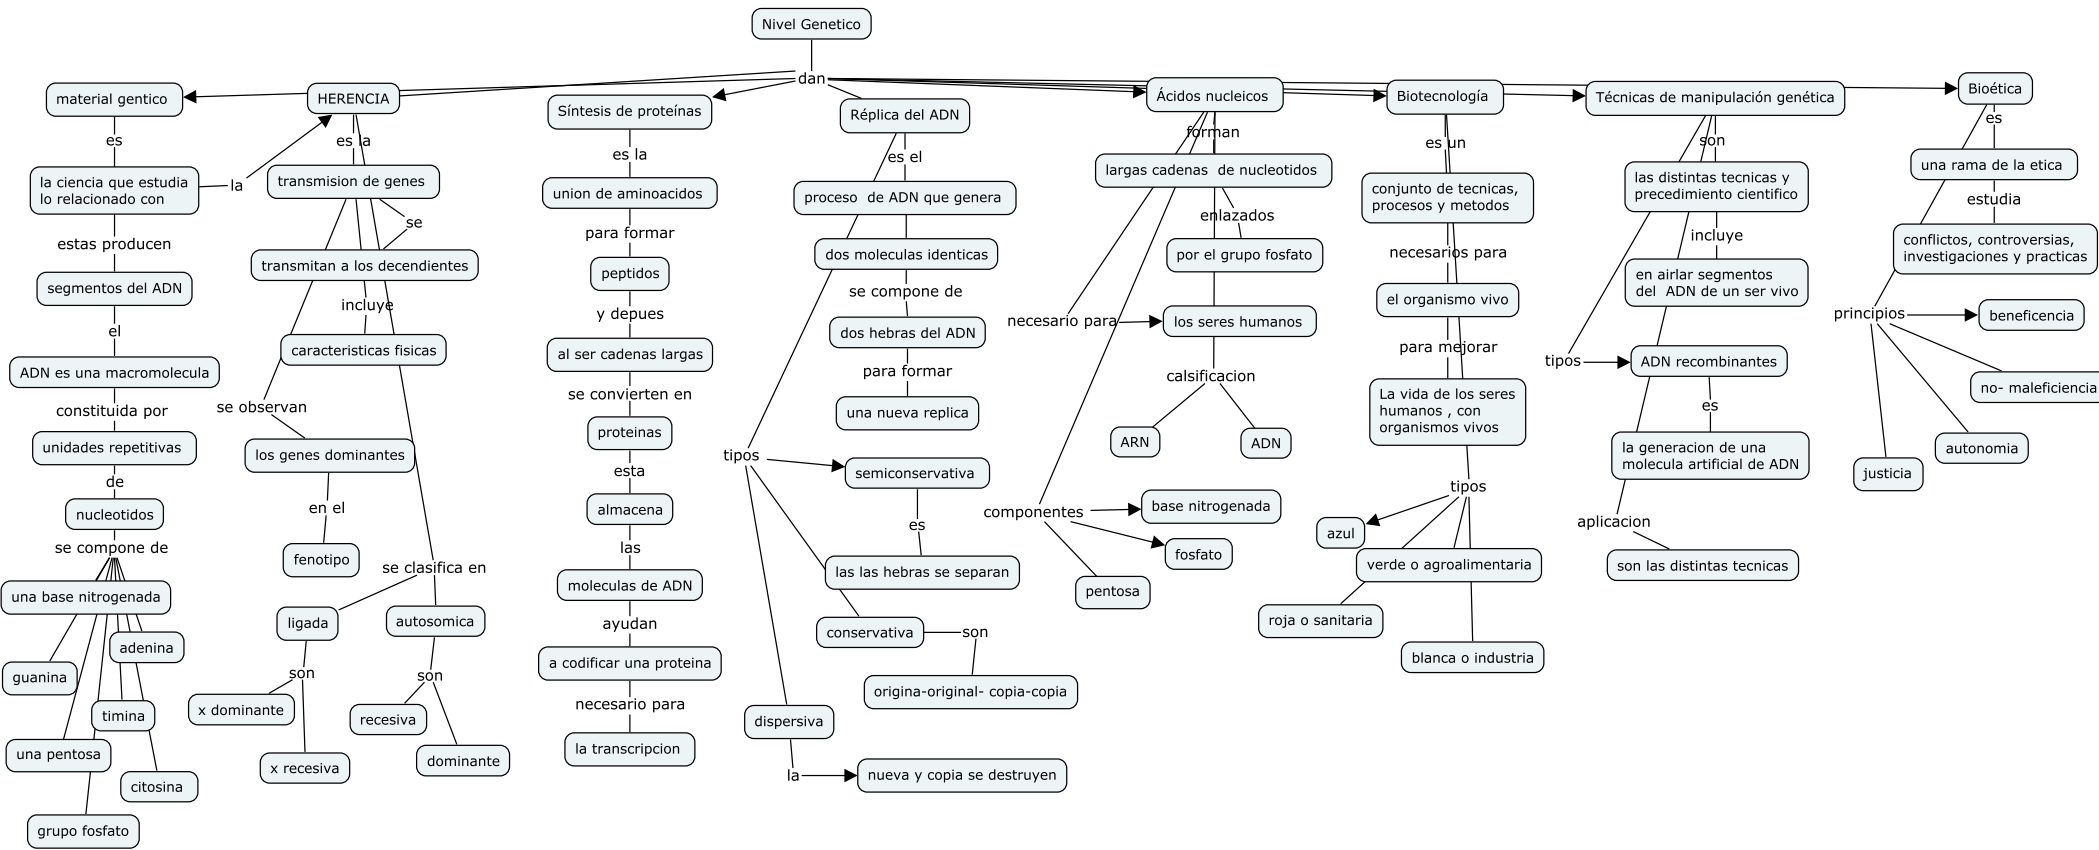 Nivel Genetico
dan
material gentico
es
la ciencia que estudia
lo relacionado con
la
estas producen
segmentos del ADN
el
ADN es una macromolecula
constituida por
unidades repetitivas
de
nucleotidos
se compone de
una base nitrogenada
adenina
guanina
timina
una pentosa
citosina
grupo fosfato
HERENCIA
es la
transmision de genes
se
transmitan a los decendientes
incluye
caracteristicas fisicas
se observan
los genes dominantes
en el
fenotipo
se clasifica en
ligada
autosomica
son
x dominante
x recesiva
son
recesiva
dominante
Síntesis de proteínas
es la
union de aminoacidos
para formar
peptidos
y depues
al ser cadenas largas
se convierten en
proteinas
esta
almacena
las
moleculas de ADN
ayudan
a codificar una proteina
necesario para
la transcripcion
Réplica del ADN
es el
proceso  de ADN que genera
dos moleculas identicas
se compone de
dos hebras del ADN
para formar
una nueva replica
tipos
semiconservativa
es
las las hebras se separan
conservativa
son
origina-original- copia-copia
dispersiva
la
nueva y copia se destruyen
Ácidos nucleicos
forman
largas cadenas  de nucleotidos
enlazados
por el grupo fosfato
necesario para
los seres humanos
calsificacion
ARN
ADN
componentes
base nitrogenada
fosfato
pentosa
Biotecnología
es un
conjunto de tecnicas,
procesos y metodos
necesarios para
el organismo vivo
para mejorar
La vida de los seres
humanos , con
organismos vivos
tipos
azul
verde o agroalimentaria
roja o sanitaria
blanca o industria
Técnicas de manipulación genética
son
las distintas tecnicas y
precedimiento cientifico
incluye
en airlar segmentos
del  ADN de un ser vivo
tipos
ADN recombinantes
es
la generacion de una
molecula artificial de ADN
aplicacion
son las distintas tecnicas
Bioética
es
una rama de la etica
estudia
conflictos, controversias,
investigaciones y practicas
principios
beneficencia
no- maleficiencia
autonomia
justicia